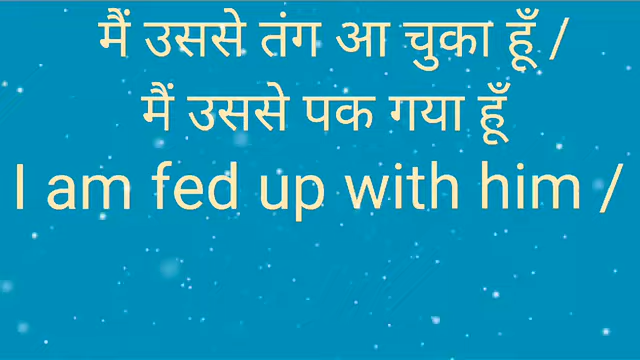 मैं उससे तंग आ चुका हूँ /
मैं उससे पक गया हूँ
I am fed up with him /